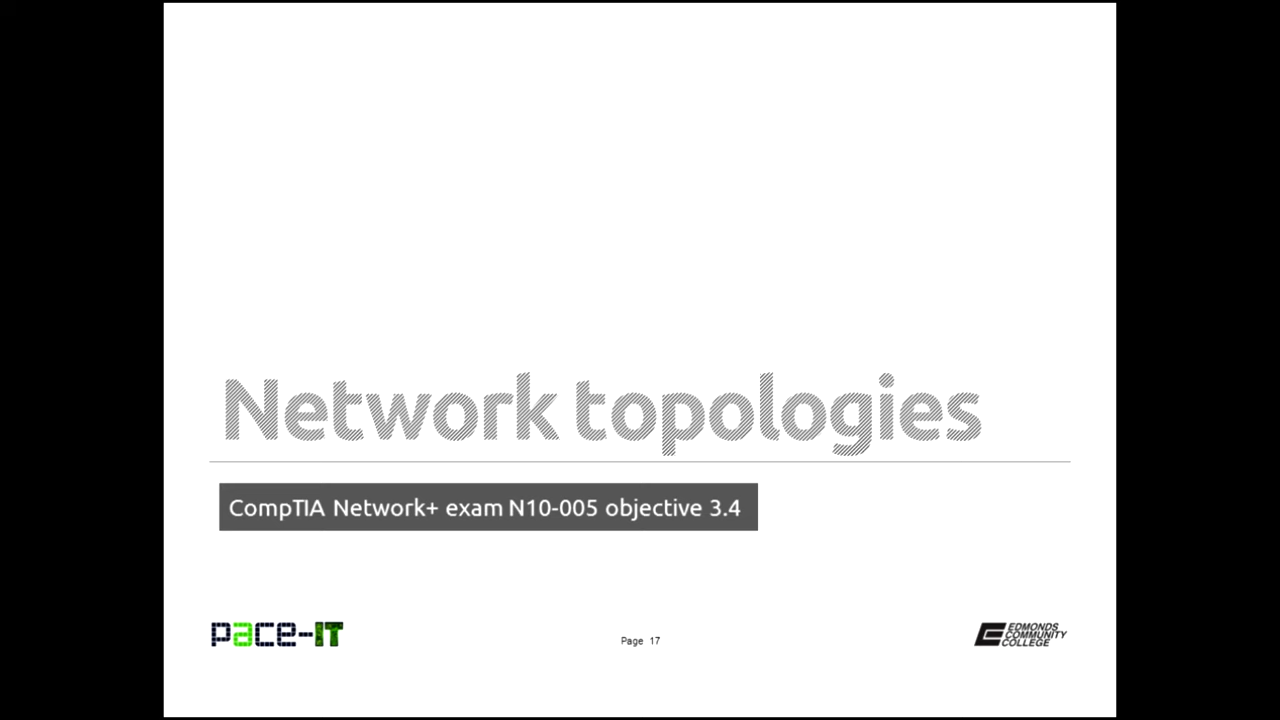 Network topologies
CompTIA Network+ exam N10-005 objective 3.4
pace-IT
Page 17
EDMONDS
COMMUNITY
COLLEGE